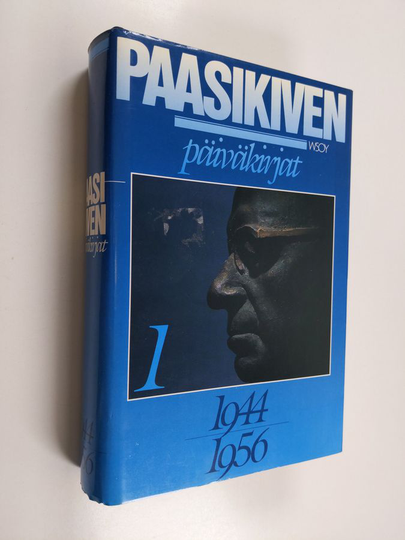 PAASIKIVEN
WSOY
päiväkirjat
1
1944
1956